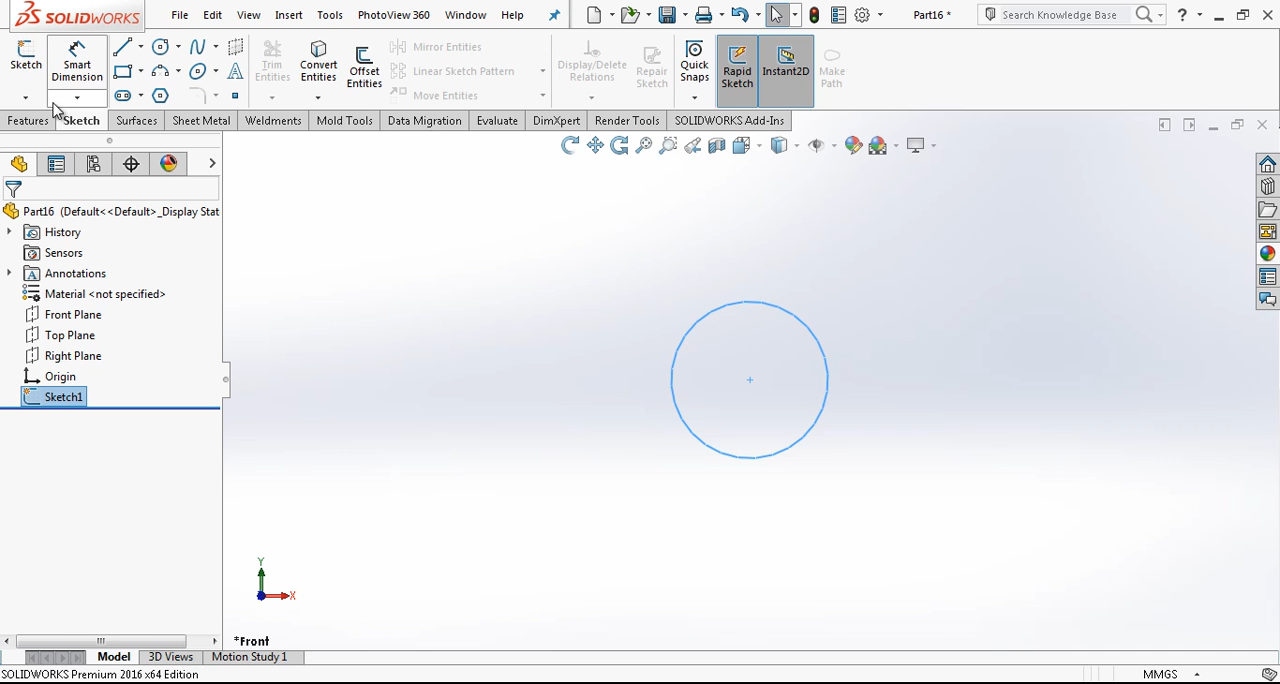 SOLIDWORKS File Edit View Insert Tools PhotoView 360 Window Help Part16 * Search Knowledge Base ?
Sketch Smart Dimension Trim Entities Convert Entities Offset Entities Mirror Entities Linear Sketch Pattern Move Entities Display/Delete Relations Repair Sketch Quick Snaps Rapid Sketch Instant2D Make Path
Features Sketch Surfaces Sheet Metal Weldments Mold Tools Data Migration Evaluate DimXpert Render Tools SOLIDWORKS Add-Ins
Part16 (Default<<Default>_Display Stat
History
Sensors
A Annotations
Material <not specified>
Front Plane
Top Plane
Right Plane
Origin
Sketch1
Y
X
*Front
Model 3D Views Motion Study 1
SOLIDWORKS Premium 2016 x64 Edition MMGS